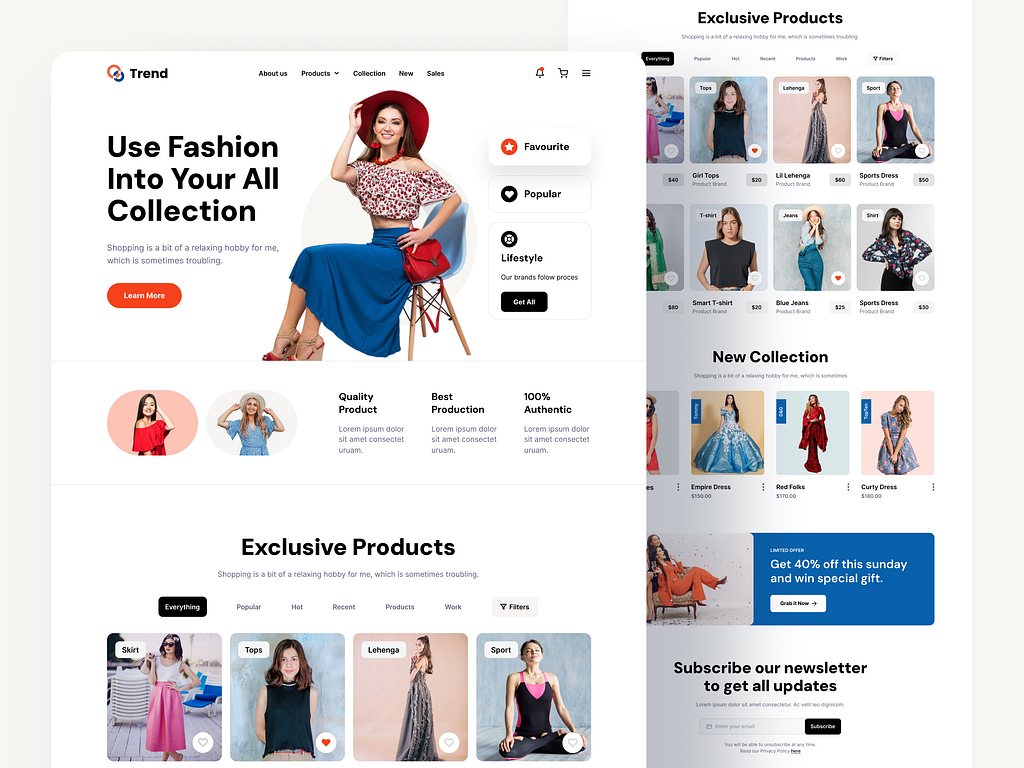 Trend
About us
Products
Collection
New
Sales
Use Fashion
Into Your All
Collection
Shopping is a bit of a relaxing hobby for me,
which is sometimes troubling.
Learn More
Favourite
Popular
Lifestyle
Our brands folow proces
Get All
Quality
Product
Lorem ipsum dolor
sit amet consectet
uruam.
Best
Production
Lorem ipsum dolor
sit amet consectet
uruam.
100%
Authentic
Lorem ipsum dolor
sit amet consectet
uruam.
Exclusive Products
Shopping is a bit of a relaxing hobby for me, which is sometimes troubling.
Everything
Popular
Hot
Recent
Products
Work
Filters
Skirt
Tops
Lehenga
Sport
Exclusive Products
Shopping is a bit of a relaxing hobby for me, which is sometimes troubling.
Everything
Popular
Hot
Recent
Products
Work
Filters
Tops
Lehenga
Sport
$40
Girl Tops
Product Brand
$20
Lil Lehenga
Product Brand
$60
Sports Dress
Product Brand
$50
T-shirt
Jeans
Shirt
$80
Smart T-shirt
Product Brand
$20
Blue Jeans
Product Brand
$25
Sports Dress
Product Brand
$30
New Collection
Shopping is a bit of a relaxing hobby for me, which is sometimes
Tommy
D&G
TopTen
es
Empire Dress
$150.00
Red Folks
$170.00
Curty Dress
$180.00
LIMITED OFFER
Get 40% off this sunday
and win special gift.
Grab It Now
Subscribe our newsletter
to get all updates
Lorem ipsum dolor sit amet consectetur. Ac velit leo dignissim.
Enter your email
Subscribe
You will be able to unsubscribe at any time.
Read our Privacy Policy here